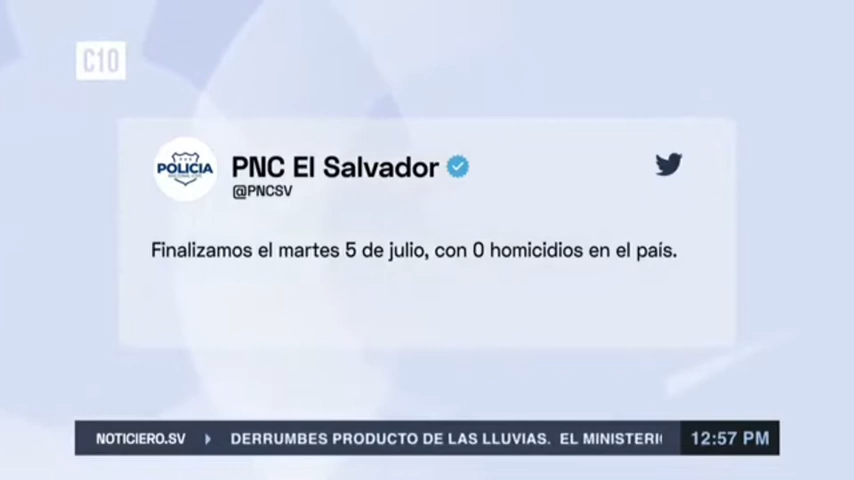 C10
POLICIA
PNC El Salvador
@PNCSV
Finalizamos el martes 5 de julio, con 0 homicidios en el país.
NOTICIERO.SV
DERRUMBES PRODUCTO DE LAS LLUVIAS. EL MINISTERI
12:57 PM